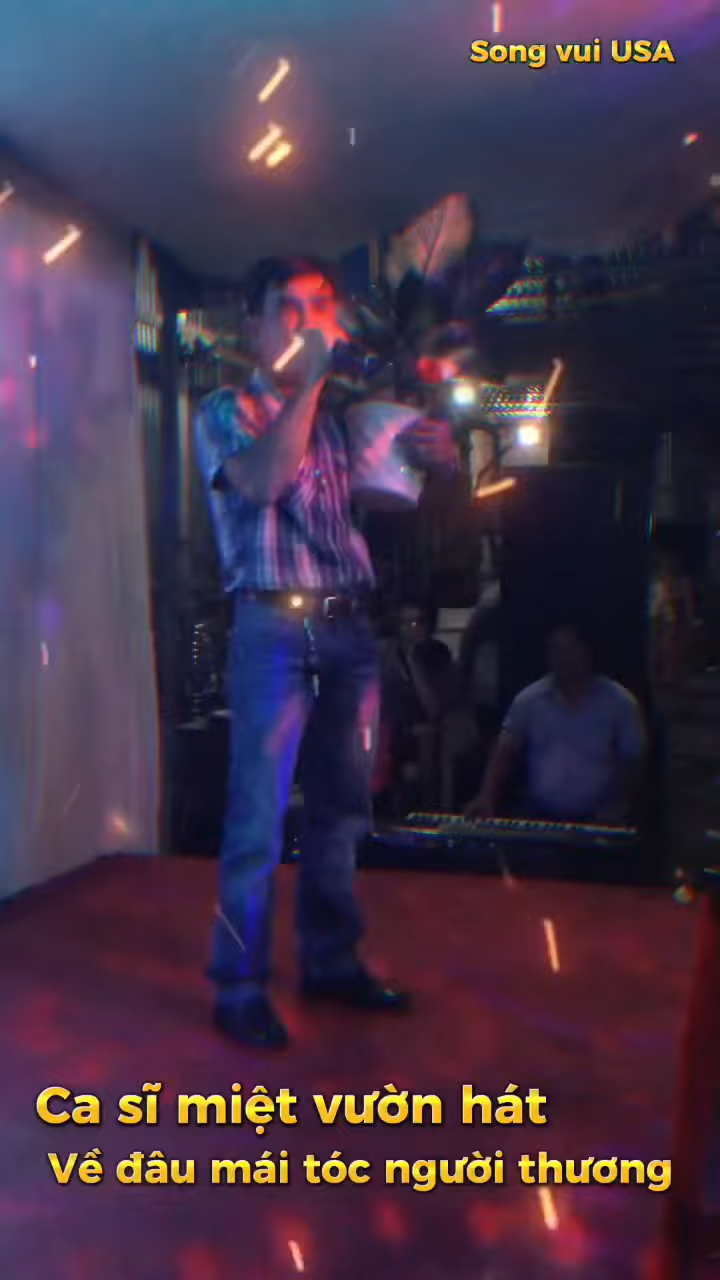 Song vui USA
Ca sĩ miệt vườn hát
Về đâu mái tóc người thương